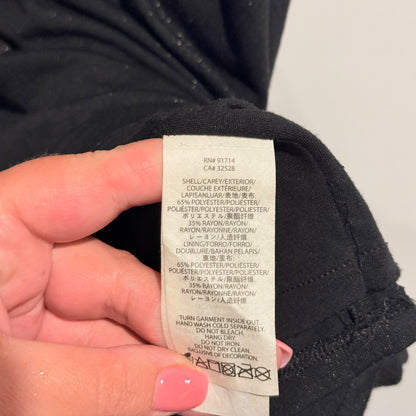 RN# 91714
CA# 32528
SHELL/CAREY/EXTERIOR/
COUCHE EXTÉRIEURE/
LAPISANLUAR/表地/表布:
65% POLYESTER/POLIÉSTER/
POLIESTER/POLYESTER/POLYESTER/
ポリエステル/聚酯纤维
35% RAYON/RAYÓN/
RAYON/RAYONNE/RAYON/
レーヨン/人造纤维
LINING/FORRO/FORRO/
DOUBLURE/BAHAN PELAPIS/
裏地/里布:
65% POLYESTER/POLIÉSTER/
POLIÉSTER/POLYESTER/POLYESTER/
ポリエステル/聚酯纤维
35% RAYON/RAYÓN/
RAYON/RAYONNE/RAYON/
レーヨン/人造纤维
TURN GARMENT INSIDE OUT.
HAND WASH COLD SEPARATELY.
DO NOT BLEACH.
HANG DRY.
DO NOT IRON.
DO NOT DRY CLEAN.
EXCLUSIVE OF DECORATION.